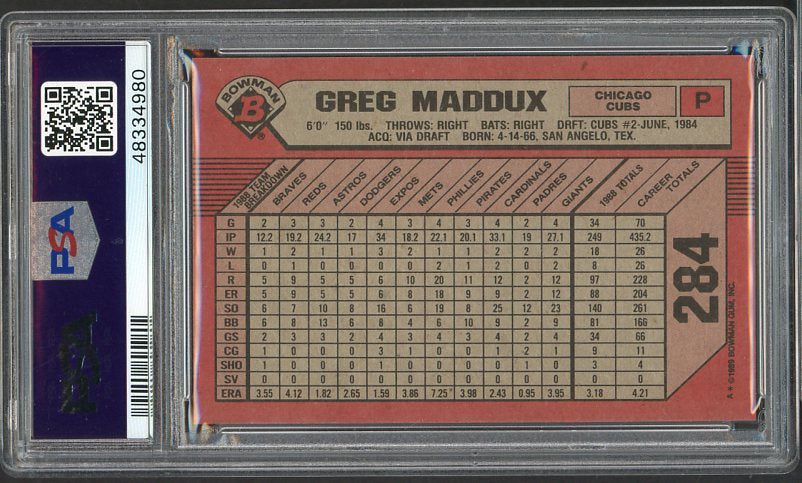 48334980
PSA
PSA
BOWMAN
B
®
GREG MADDUX
CHICAGO
CUBS
P
6'0" 150 lbs. THROWS: RIGHT BATS: RIGHT DRFT: CUBS #2-JUNE, 1984
ACQ: VIA DRAFT BORN: 4-14-66, SAN ANGELO, TEX.
1988 TEAM BREAKDOWN BRAVES REDS ASTROS DODGERS EXPOS METS PHILLIES PIRATES CARDINALS PADRES GIANTS 1988 TOTALS CAREER TOTALS
G 2 3 3 2 4 3 4 3 4 2 4 34 70
IP 12.2 19.2 24.2 17 34 18.2 22.1 20.1 33.1 19 27.1 249 435.2
W 1 2 2 1 2 1 1 1 3 2 2 18 26
L 0 1 0 0 1 0 2 1 1 0 2 8 26
R 5 9 5 5 6 10 20 11 12 2 12 97 228
ER 5 9 5 5 6 8 18 9 9 2 12 88 204
SO 6 7 10 8 16 6 19 8 25 12 23 140 261
BB 6 8 13 6 8 4 6 10 9 2 9 81 166
GS 2 3 3 2 4 3 4 3 4 2 4 34 66
CG 0 0 0 1 3 0 0 1 2 1 1 9 11
SHO 0 0 0 0 1 0 0 0 1 0 1 3 4
SV 0 0 0 0 0 0 0 0 0 0 0 0 0
ERA 3.55 4.12 1.82 2.65 1.59 3.86 7.25 3.98 2.43 0.95 3.95 3.18 4.21
284
A * ©1989 BOWMAN GUM, INC.